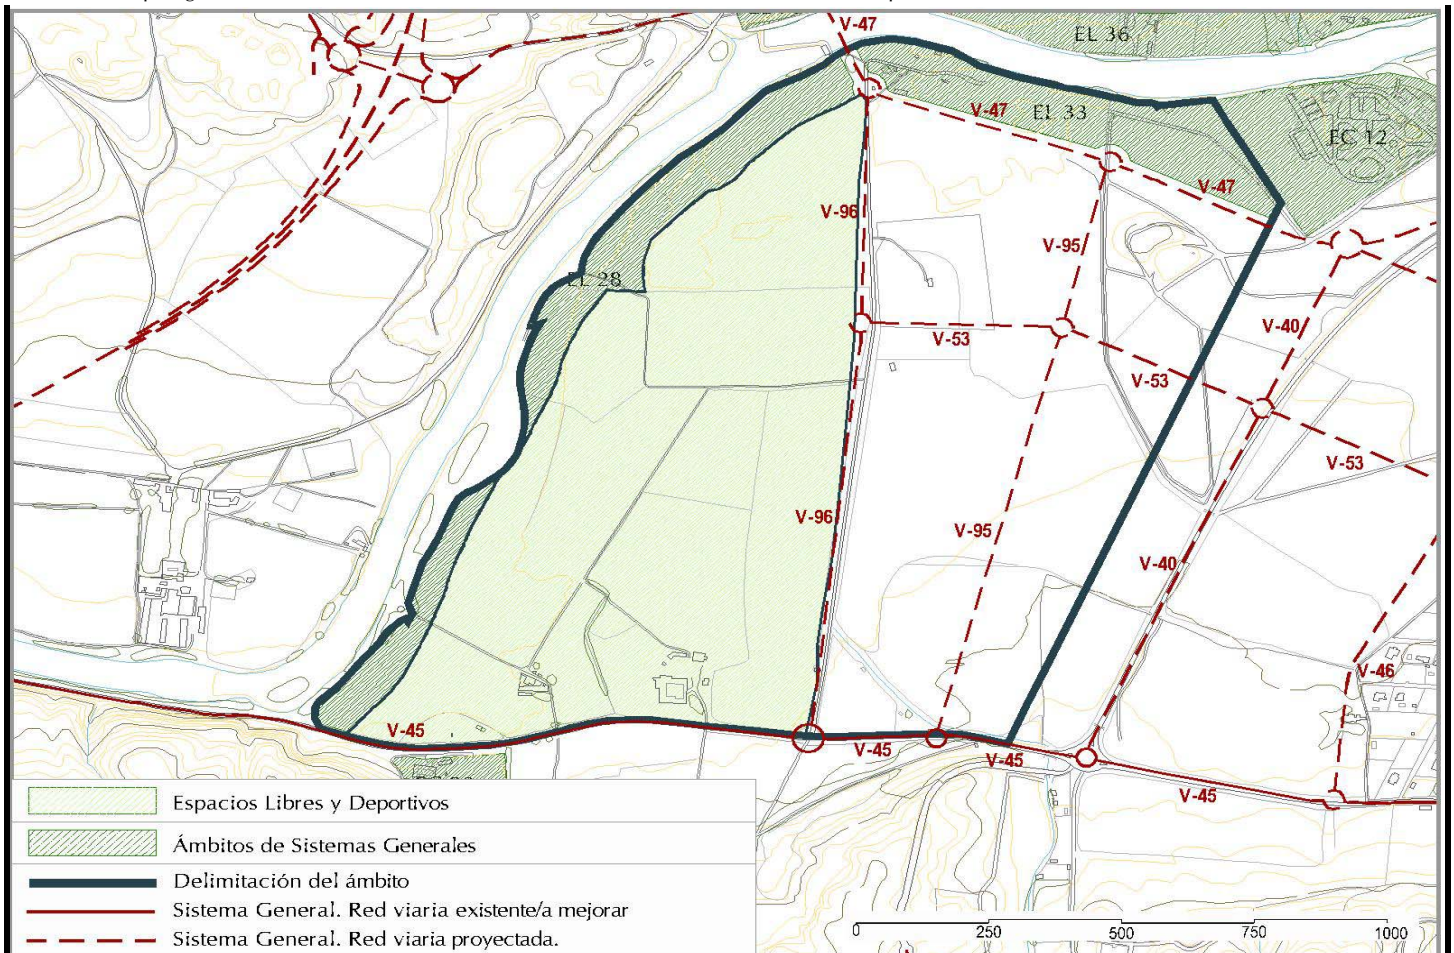 V-47
EL 36
V-47
EL 33
EC 12
V-47
V-96
V-95
EL 28
V-40
V-53
V-53
V-53
V-96
V-95
V-40
V-46
V-45
V-45
V-45
V-45
Espacios Libres y Deportivos
Ámbitos de Sistemas Generales
Delimitación del ámbito
Sistema General. Red viaria existente/a mejorar
Sistema General. Red viaria proyectada.
0 250 500 750 1000